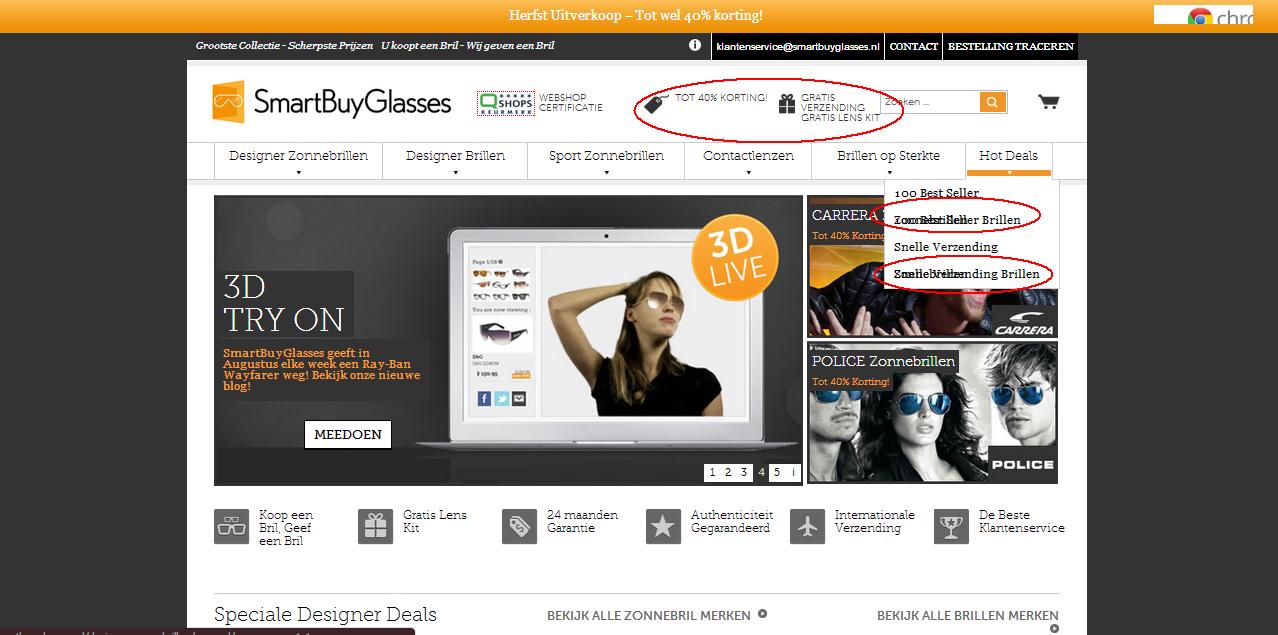 Herfst Uitverkoop – Tot wel 40% korting!
chro
Grootste Collectie - Scherpste Prijzen   U koopt een Bril - Wij geven een Bril
klantenservice@smartbuyglasses.nl
CONTACT
BESTELLING TRACEREN
SmartBuyGlasses
Q SHOPS
KEURMERK
WEBSHOP
CERTIFICATIE
TOT 40% KORTING!
GRATIS
VERZENDING
GRATIS LENS KIT
Zoeken ...
Designer Zonnebrillen
Designer Brillen
Sport Zonnebrillen
Contactlenzen
Brillen op Sterkte
Hot Deals
100 Best Seller
Zonnebrillen
100 Best Seller Brillen
Snelle Verzending
Zonnebrillen
Snelle Verzending Brillen
3D
TRY ON
SmartBuyGlasses geeft in
Augustus elke week een Ray-Ban
Wayfarer weg! Bekijk onze nieuwe
blog!
MEEDOEN
Page 1/18
You are now viewing :
D&G
$ 150.95
3D
LIVE
1 2 3 4 5 i
CARRERA
Tot 40% Korting
CARRERA
POLICE Zonnebrillen
Tot 40% Korting!
POLICE
Koop een
Bril, Geef
een Bril
Gratis Lens
Kit
24 maanden
Garantie
Authenticiteit
Gegarandeerd
Internationale
Verzending
De Beste
Klantenservice
Speciale Designer Deals
BEKIJK ALLE ZONNEBRIL MERKEN
BEKIJK ALLE BRILLEN MERKEN